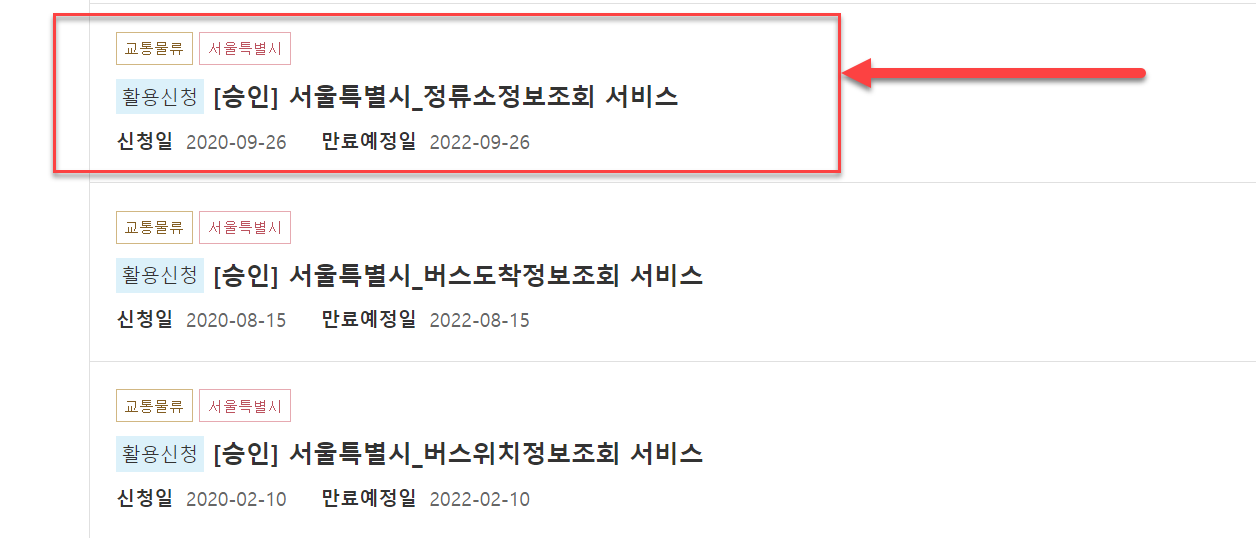 교통물류 서울특별시
활용신청 [승인] 서울특별시_정류소정보조회 서비스
신청일 2020-09-26 만료예정일 2022-09-26
교통물류 서울특별시
활용신청 [승인] 서울특별시_버스도착정보조회 서비스
신청일 2020-08-15 만료예정일 2022-08-15
교통물류 서울특별시
활용신청 [승인] 서울특별시_버스위치정보조회 서비스
신청일 2020-02-10 만료예정일 2022-02-10